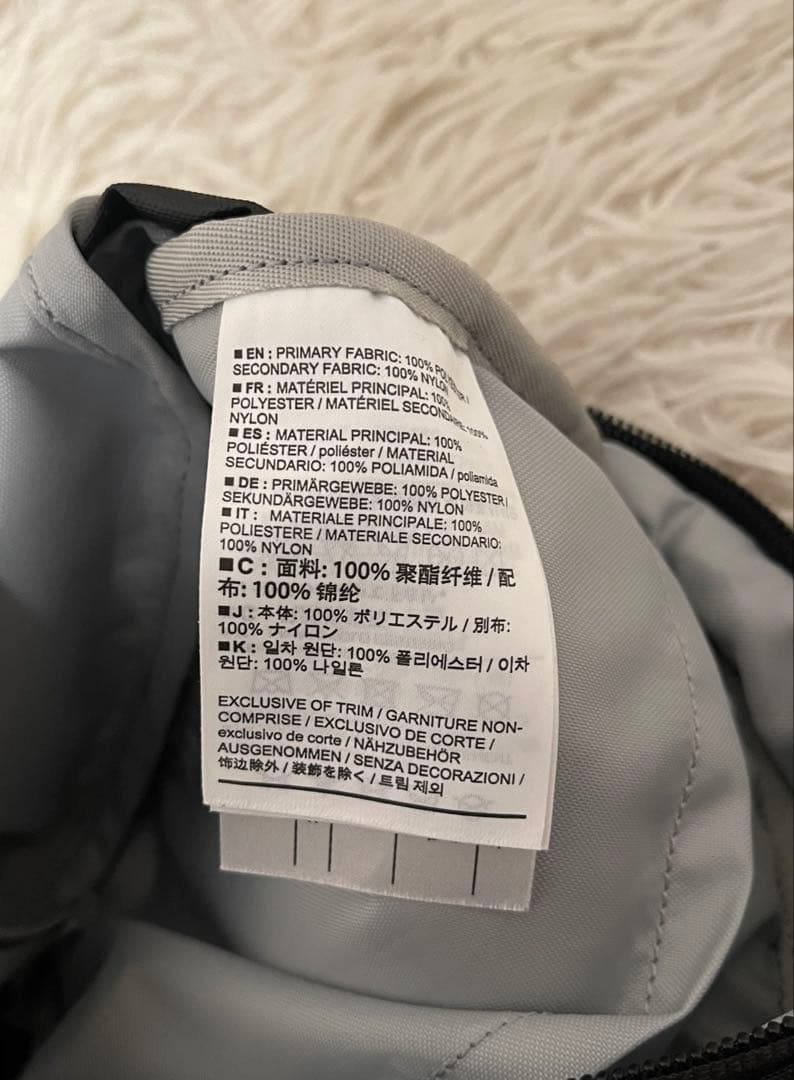 ■ EN : PRIMARY FABRIC: 100% POLYESTER /
SECONDARY FABRIC: 100% NYLON
■ FR : MATÉRIEL PRINCIPAL: 100%
POLYESTER / MATÉRIEL SECONDAIRE: 100%
NYLON
■ ES : MATERIAL PRINCIPAL: 100%
POLIÉSTER / poliéster / MATERIAL
SECUNDARIO: 100% POLIAMIDA / poliamida
■ DE : PRIMÄRGEWEBE: 100% POLYESTER/
SEKUNDÄRGEWEBE: 100% NYLON
■ IT : MATERIALE PRINCIPALE: 100%
POLIESTERE / MATERIALE SECONDARIO:
100% NYLON
■C : 面料: 100% 聚酯纤维 / 配
布: 100% 锦纶
■J : 本体: 100% ポリエステル / 別布:
100% ナイロン
■K : 일차 원단: 100% 폴리에스터 / 이차
원단: 100% 나일론
EXCLUSIVE OF TRIM / GARNITURE NON-
COMPRISE / EXCLUSIVO DE CORTE /
exclusivo de corte / NÄHZUBEHÖR
AUSGENOMMEN / SENZA DECORAZIONI /
饰边除外 / 装飾を除く / 트림 제외